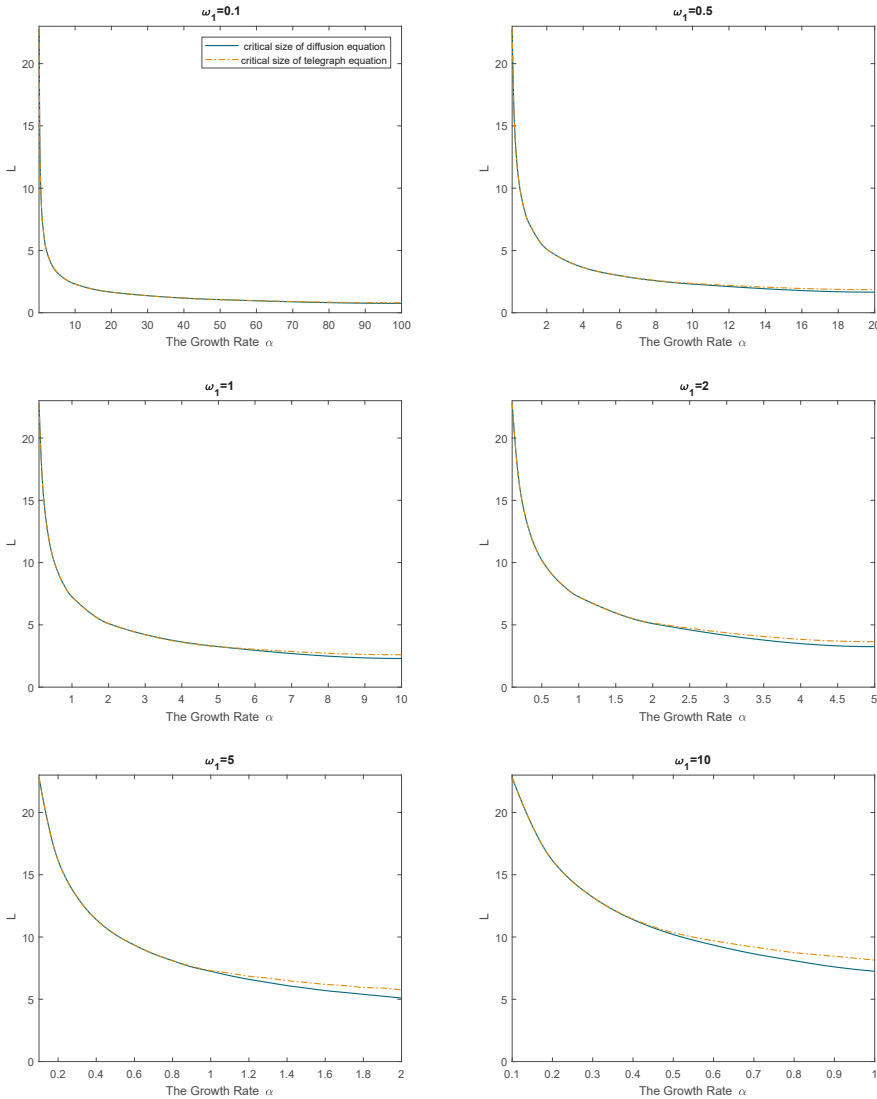 ω₁=0.1
critical size of diffusion equation
critical size of telegraph equation
L
20
15
10
5
0
10 20 30 40 50 60 70 80 90 100
The Growth Rate α
ω₁=0.5
L
20
15
10
5
0
2 4 6 8 10 12 14 16 18 20
The Growth Rate α
ω₁=1
L
20
15
10
5
0
1 2 3 4 5 6 7 8 9 10
The Growth Rate α
ω₁=2
L
20
15
10
5
0
0.5 1 1.5 2 2.5 3 3.5 4 4.5 5
The Growth Rate α
ω₁=5
L
20
15
10
5
0
0.2 0.4 0.6 0.8 1 1.2 1.4 1.6 1.8 2
The Growth Rate α
ω₁=10
L
20
15
10
5
0
0.1 0.2 0.3 0.4 0.5 0.6 0.7 0.8 0.9 1
The Growth Rate α